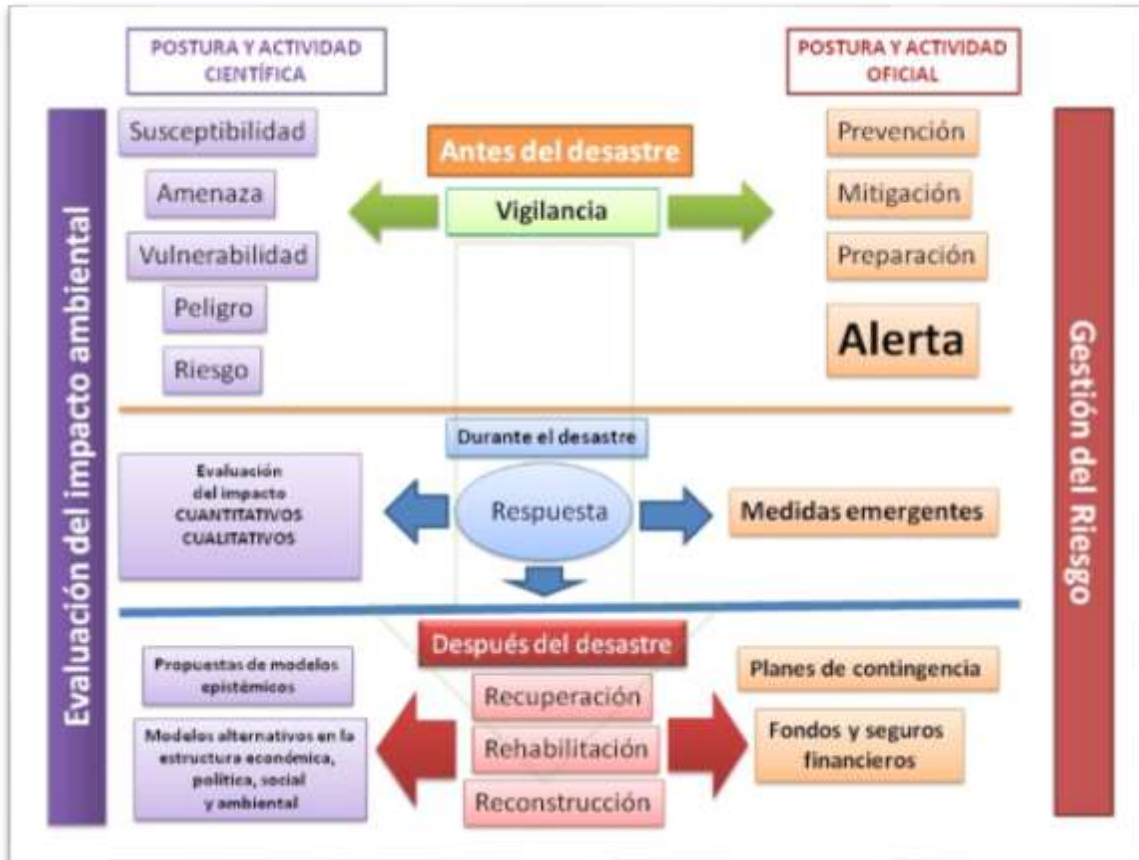 POSTURA Y ACTIVIDAD
CIENTÍFICA
POSTURA Y ACTIVIDAD
OFICIAL
Evaluación del impacto ambiental
Susceptibilidad
Amenaza
Vulnerabilidad
Peligro
Riesgo
Antes del desastre
Vigilancia
Prevención
Mitigación
Preparación
Alerta
Gestión del Riesgo
Durante el desastre
Evaluación
del impacto
CUANTITATIVOS
CUALITATIVOS
Respuesta
Medidas emergentes
Después del desastre
Propuestas de modelos
epistémicos
Modelos alternativos en la
estructura económica,
política, social
y ambiental
Recuperación
Rehabilitación
Reconstrucción
Planes de contingencia
Fondos y seguros
financieros